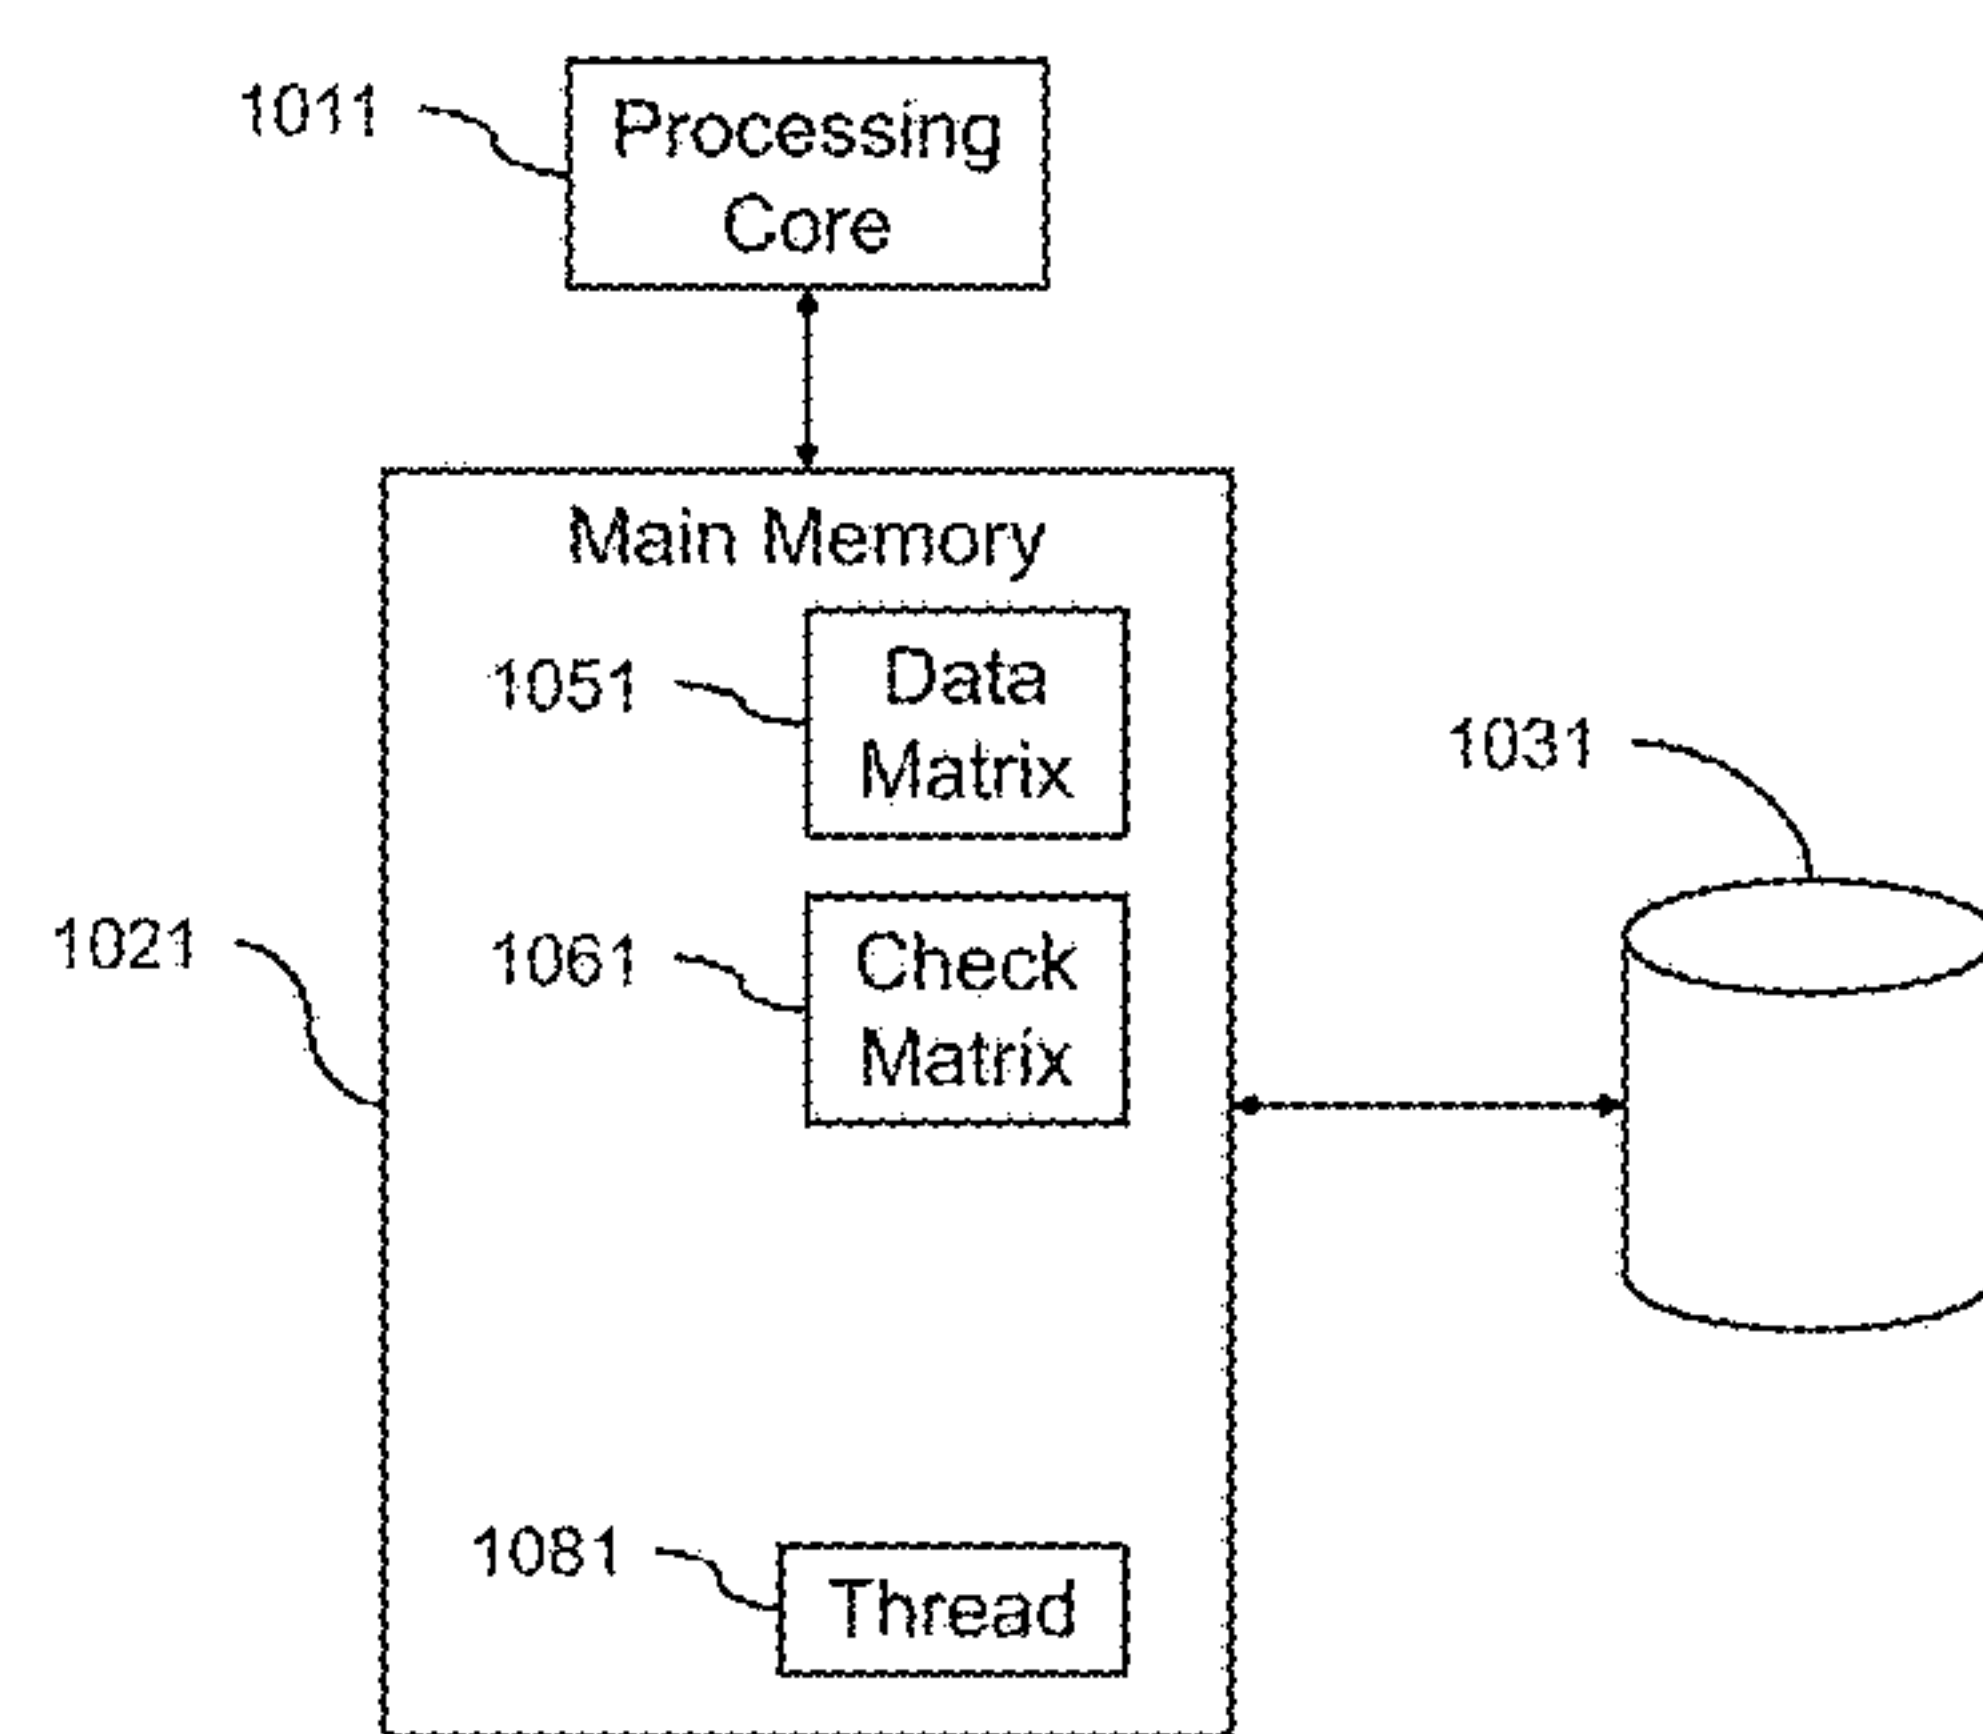 1011
Processing
Core
Main Memory
1051
Data
Matrix
1031
1021
1061
Check
Matrix
1081
Thread